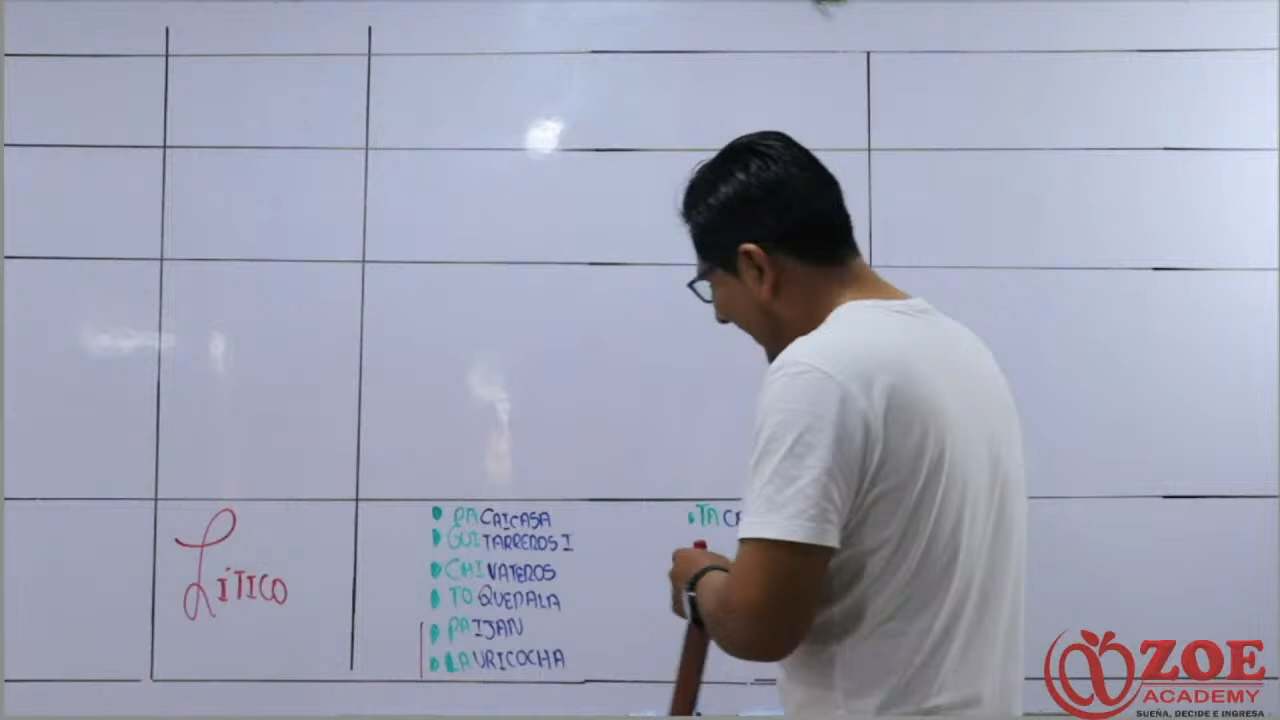 LÍTICO
PACAICASA
GUITARREROS I
CHIVATEROS
TOQUEPALA
PAIJAN
LAURICOCHA
ZOE
ACADEMY
SUEÑA, DECIDE E INGRESA